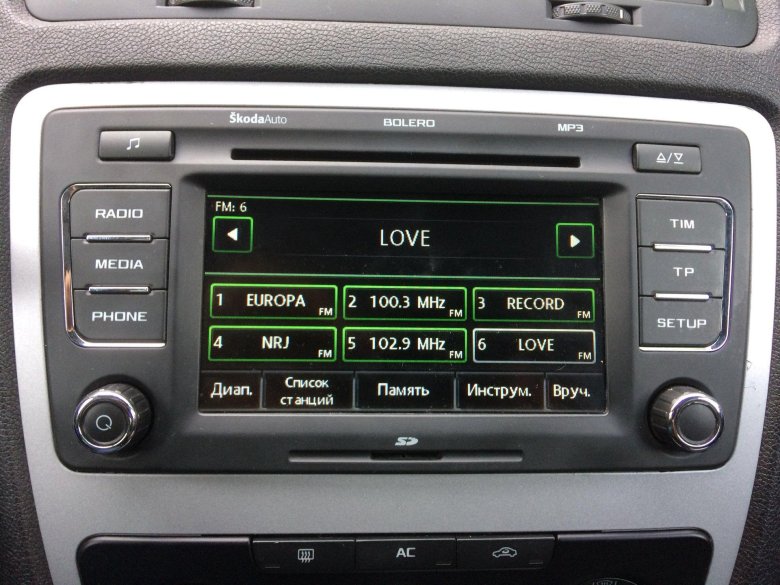 ŠkodaAuto BOLERO MP3
RADIO
MEDIA
PHONE
TIM
TP
SETUP
FM: 6
LOVE
1 EUROPA FM
2 100.3 MHz FM
3 RECORD FM
4 NRJ FM
5 102.9 MHz FM
6 LOVE FM
Диап.
Список
станций
Память
Инструм.
Вруч.
SD
AC